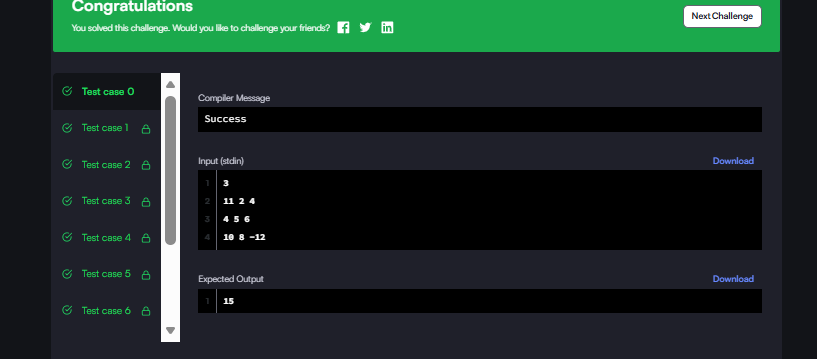 Congratulations
You solved this challenge. Would you like to challenge your friends?
Next Challenge
Test case 0
Test case 1
Test case 2
Test case 3
Test case 4
Test case 5
Test case 6
Compiler Message
Success
Input (stdin)
Download
1 3
2 11 2 4
3 4 5 6
4 10 8 -12
Expected Output
Download
1 15